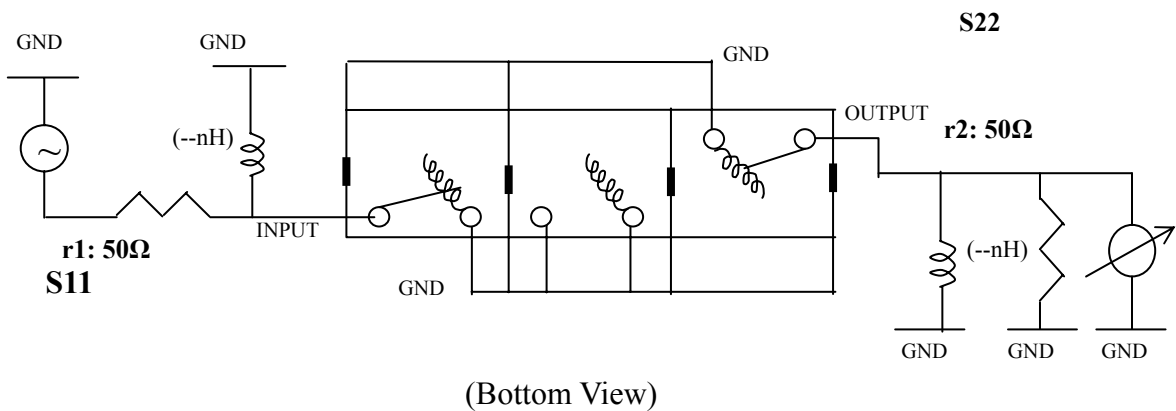 S22
GND
GND
GND
OUTPUT
(--nH)
r2: 50Ω
~
INPUT
r1: 50Ω
(--nH)
S11
GND
GND
GND
GND
(Bottom View)